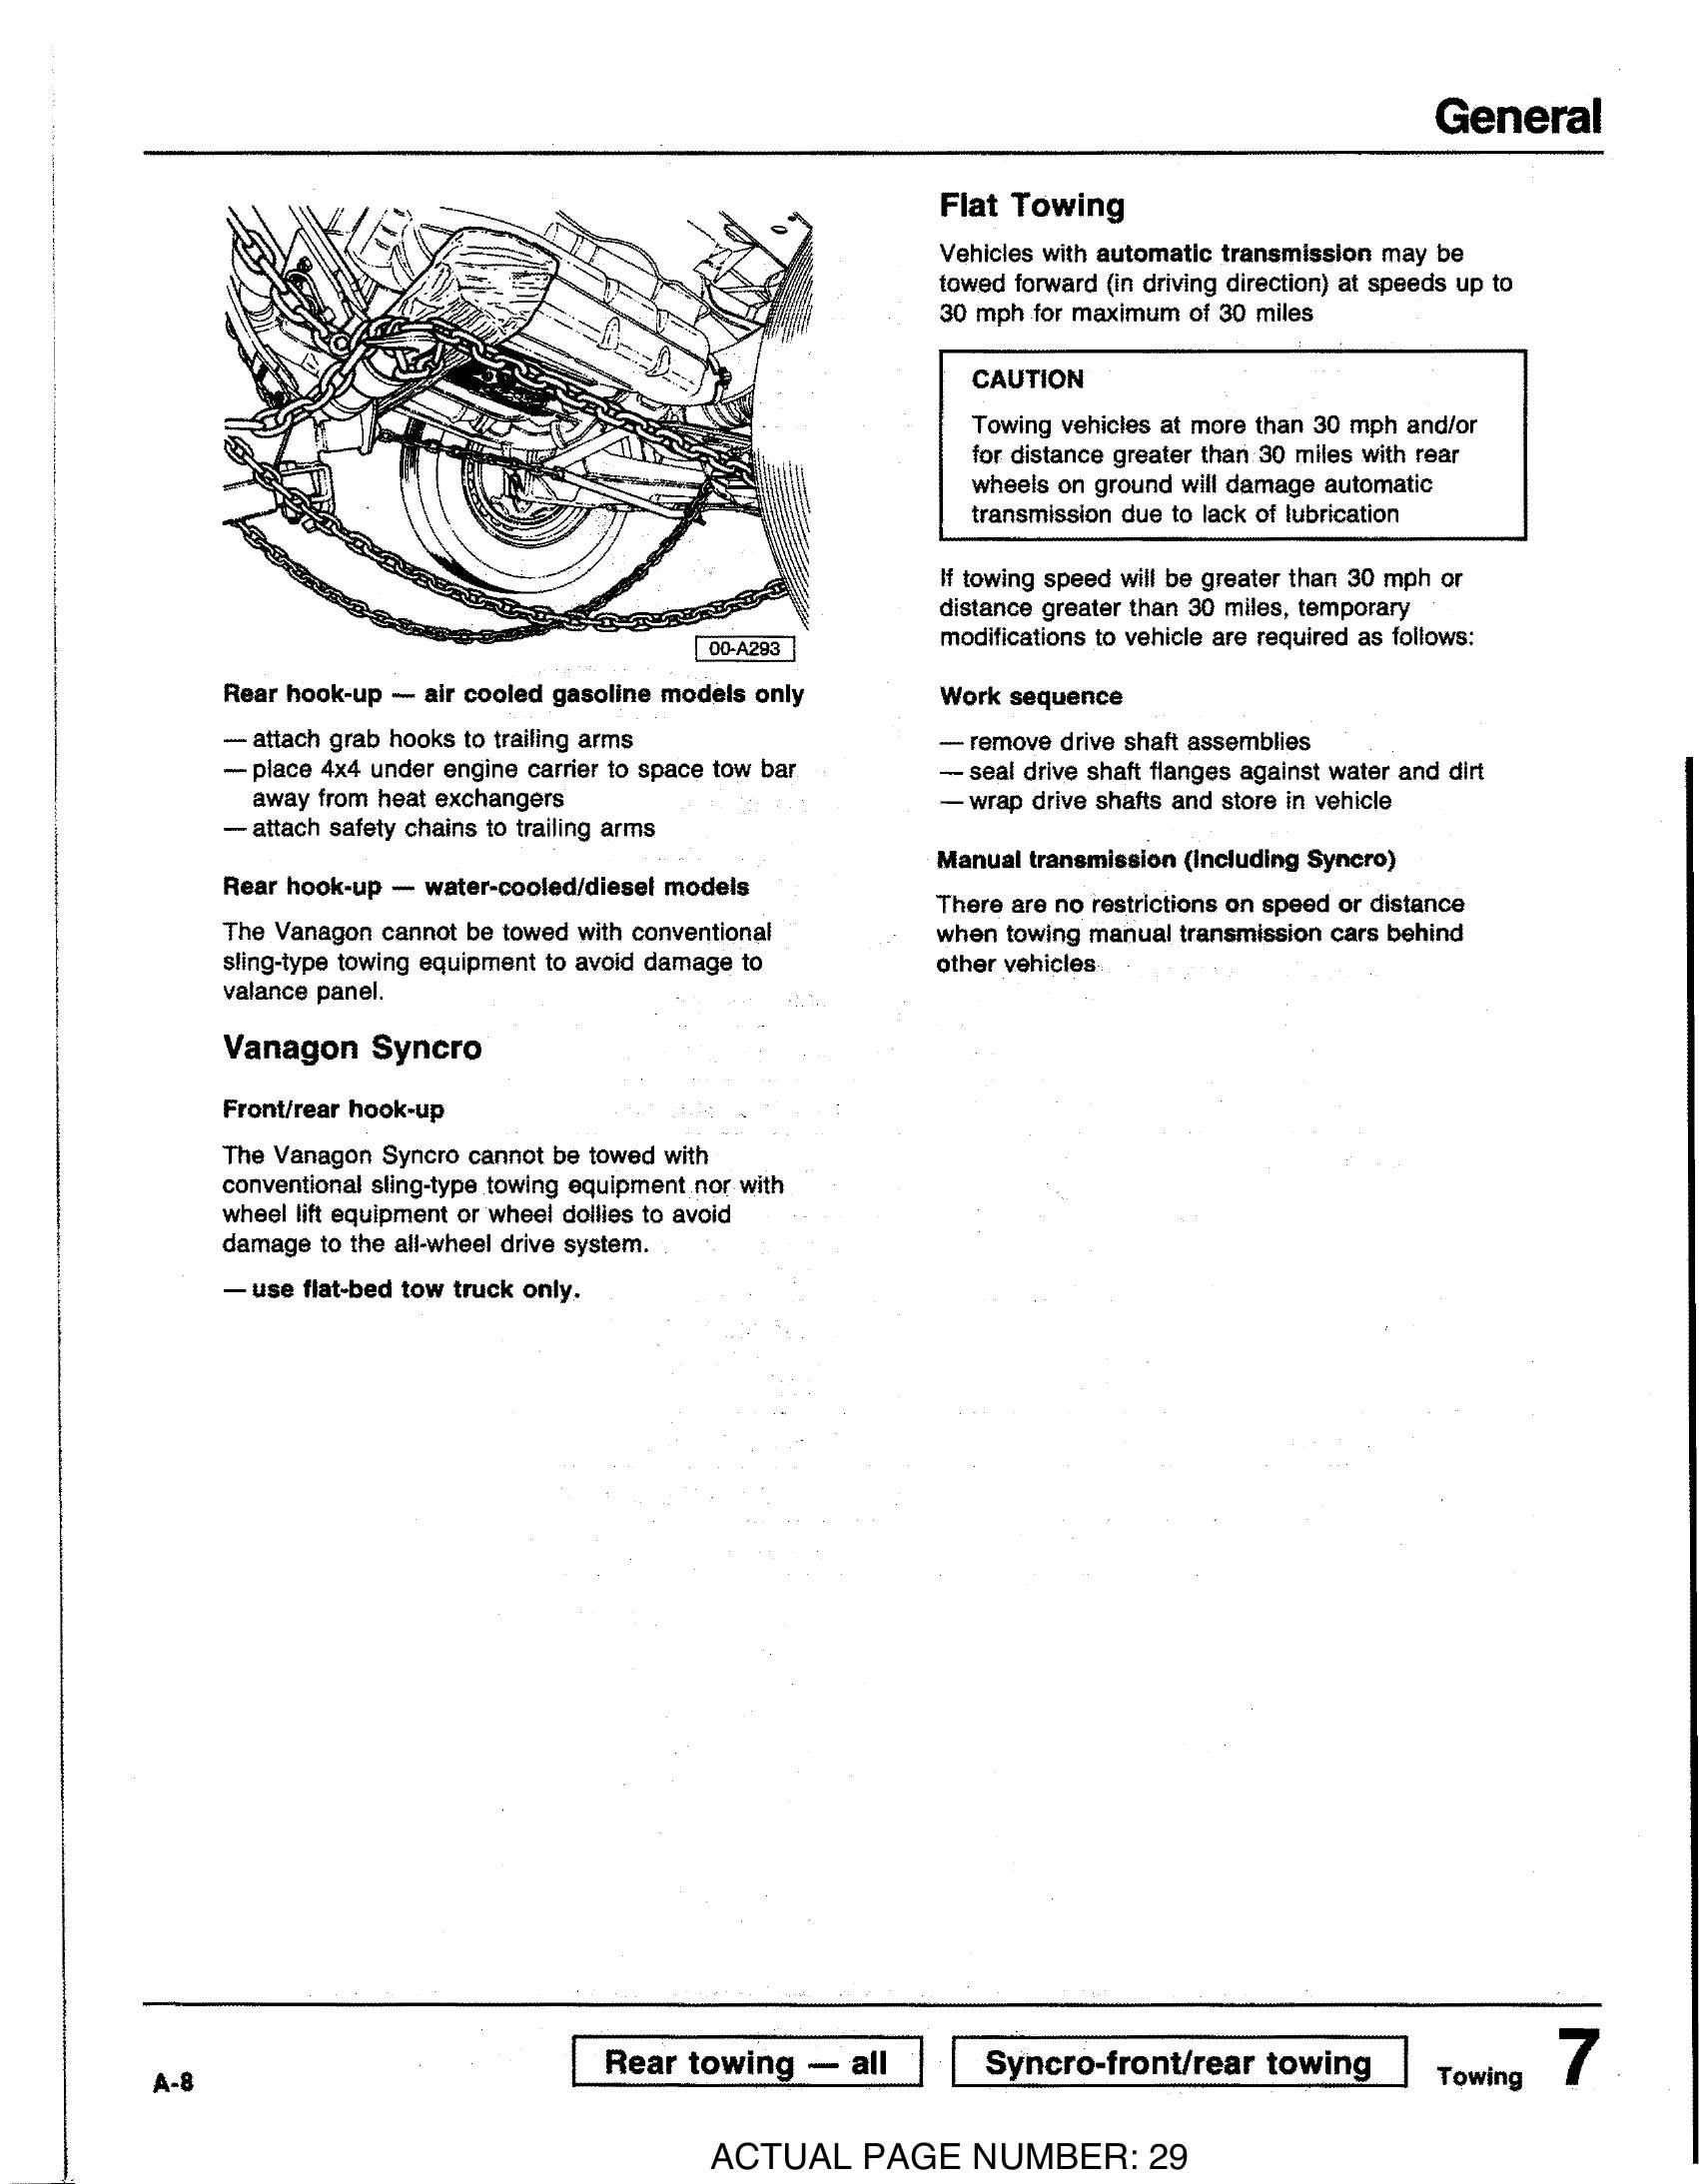 General
00-A293
Rear hook-up — air cooled gasoline models only
— attach grab hooks to trailing arms
— place 4x4 under engine carrier to space tow bar
away from heat exchangers
— attach safety chains to trailing arms
Rear hook-up — water-cooled/diesel models
The Vanagon cannot be towed with conventional
sling-type towing equipment to avoid damage to
valance panel.
Vanagon Syncro
Front/rear hook-up
The Vanagon Syncro cannot be towed with
conventional sling-type towing equipment nor with
wheel lift equipment or wheel dollies to avoid
damage to the all-wheel drive system.
— use flat-bed tow truck only.
Flat Towing
Vehicles with automatic transmission may be
towed forward (in driving direction) at speeds up to
30 mph for maximum of 30 miles
CAUTION
Towing vehicles at more than 30 mph and/or
for distance greater than 30 miles with rear
wheels on ground will damage automatic
transmission due to lack of lubrication
If towing speed will be greater than 30 mph or
distance greater than 30 miles, temporary
modifications to vehicle are required as follows:
Work sequence
— remove drive shaft assemblies
— seal drive shaft flanges against water and dirt
— wrap drive shafts and store in vehicle
Manual transmission (Including Syncro)
There are no restrictions on speed or distance
when towing manual transmission cars behind
other vehicles
A-8
Rear towing — all
Syncro-front/rear towing
Towing
7
ACTUAL PAGE NUMBER: 29